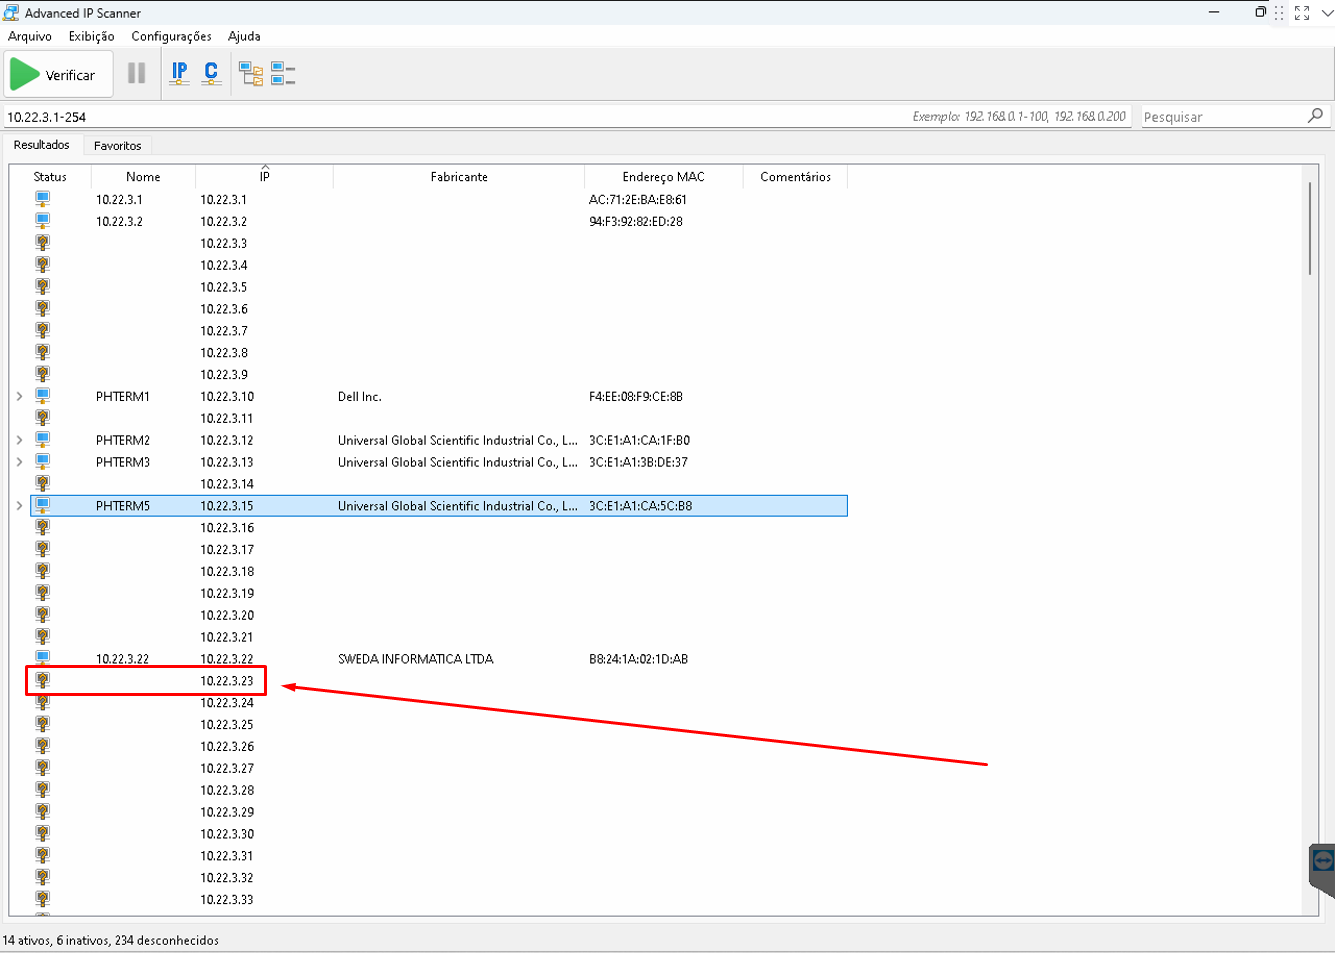 Advanced IP Scanner
Arquivo Exibição Configurações Ajuda
Verificar IP C
10.22.3.1-254 Exemplo: 192.168.0.1-100, 192.168.0.200 Pesquisar
Resultados Favoritos
Status Nome IP Fabricante Endereço MAC Comentários
10.22.3.1 10.22.3.1 AC:71:2E:BA:E8:61
10.22.3.2 10.22.3.2 94:F3:92:82:ED:28
10.22.3.3
10.22.3.4
10.22.3.5
10.22.3.6
10.22.3.7
10.22.3.8
10.22.3.9
PHTERM1 10.22.3.10 Dell Inc. F4:EE:08:F9:CE:8B
10.22.3.11
PHTERM2 10.22.3.12 Universal Global Scientific Industrial Co., L... 3C:E1:A1:CA:1F:B0
PHTERM3 10.22.3.13 Universal Global Scientific Industrial Co., L... 3C:E1:A1:3B:DE:37
10.22.3.14
PHTERM5 10.22.3.15 Universal Global Scientific Industrial Co., L... 3C:E1:A1:CA:5C:B8
10.22.3.16
10.22.3.17
10.22.3.18
10.22.3.19
10.22.3.20
10.22.3.21
10.22.3.22 10.22.3.22 SWEDA INFORMATICA LTDA B8:24:1A:02:1D:AB
10.22.3.23
10.22.3.24
10.22.3.25
10.22.3.26
10.22.3.27
10.22.3.28
10.22.3.29
10.22.3.30
10.22.3.31
10.22.3.32
10.22.3.33
14 ativos, 6 inativos, 234 desconhecidos